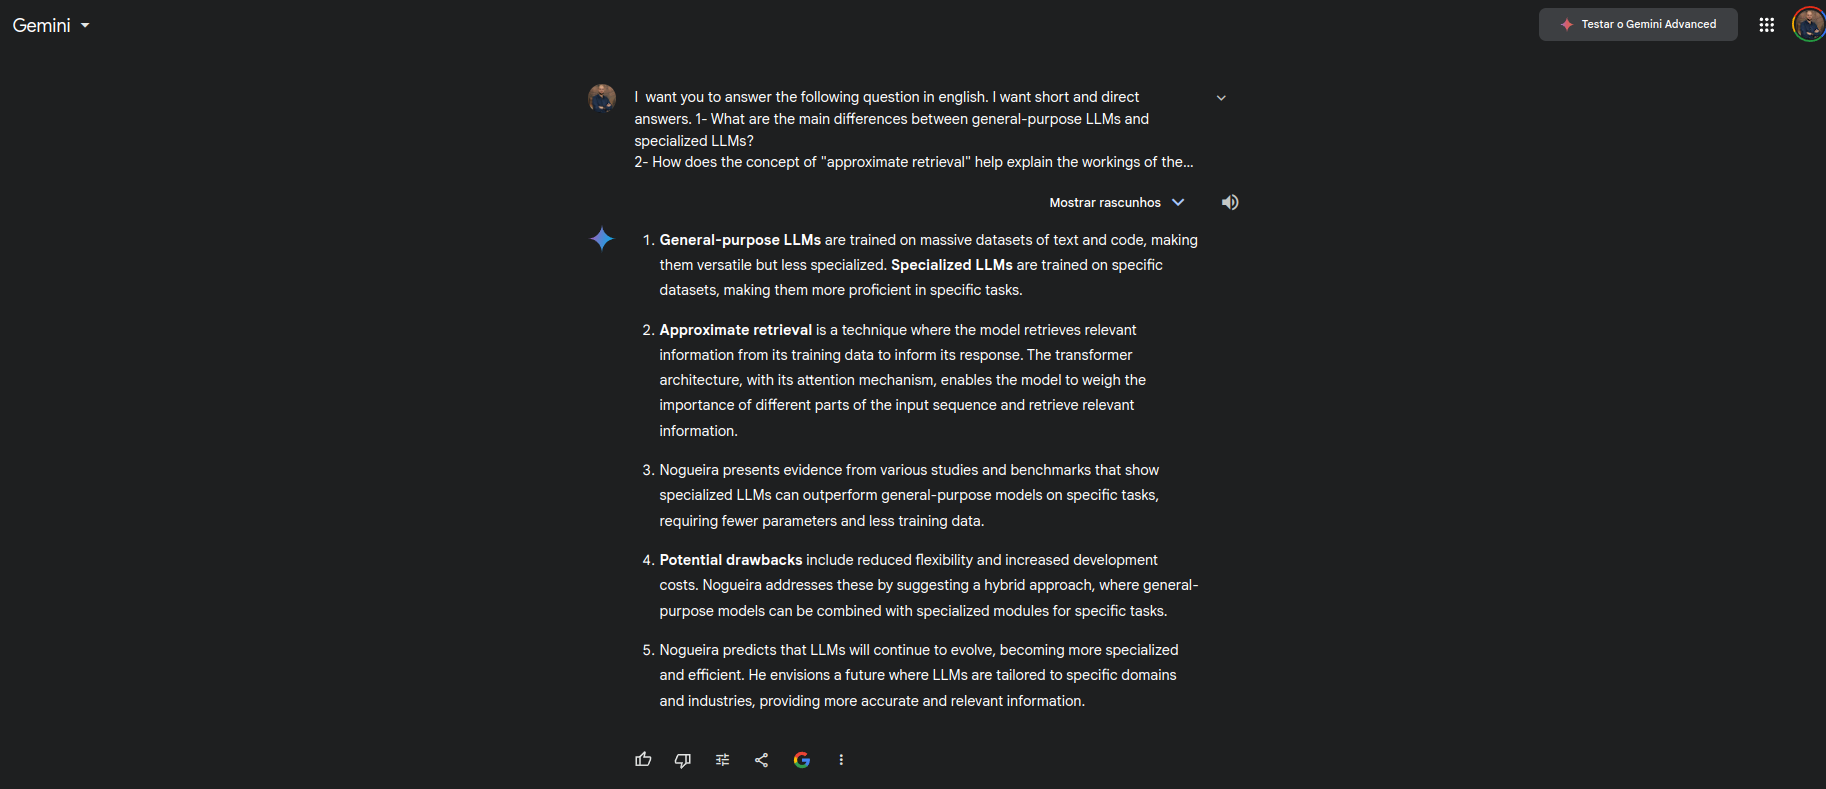 Gemini
Testar o Gemini Advanced
I  want you to answer the following question in english. I want short and direct
answers. 1- What are the main differences between general-purpose LLMs and
specialized LLMs?
2- How does the concept of "approximate retrieval" help explain the workings of the...
Mostrar rascunhos
1. General-purpose LLMs are trained on massive datasets of text and code, making
them versatile but less specialized. Specialized LLMs are trained on specific
datasets, making them more proficient in specific tasks.
2. Approximate retrieval is a technique where the model retrieves relevant
information from its training data to inform its response. The transformer
architecture, with its attention mechanism, enables the model to weigh the
importance of different parts of the input sequence and retrieve relevant
information.
3. Nogueira presents evidence from various studies and benchmarks that show
specialized LLMs can outperform general-purpose models on specific tasks,
requiring fewer parameters and less training data.
4. Potential drawbacks include reduced flexibility and increased development
costs. Nogueira addresses these by suggesting a hybrid approach, where general-
purpose models can be combined with specialized modules for specific tasks.
5. Nogueira predicts that LLMs will continue to evolve, becoming more specialized
and efficient. He envisions a future where LLMs are tailored to specific domains
and industries, providing more accurate and relevant information.